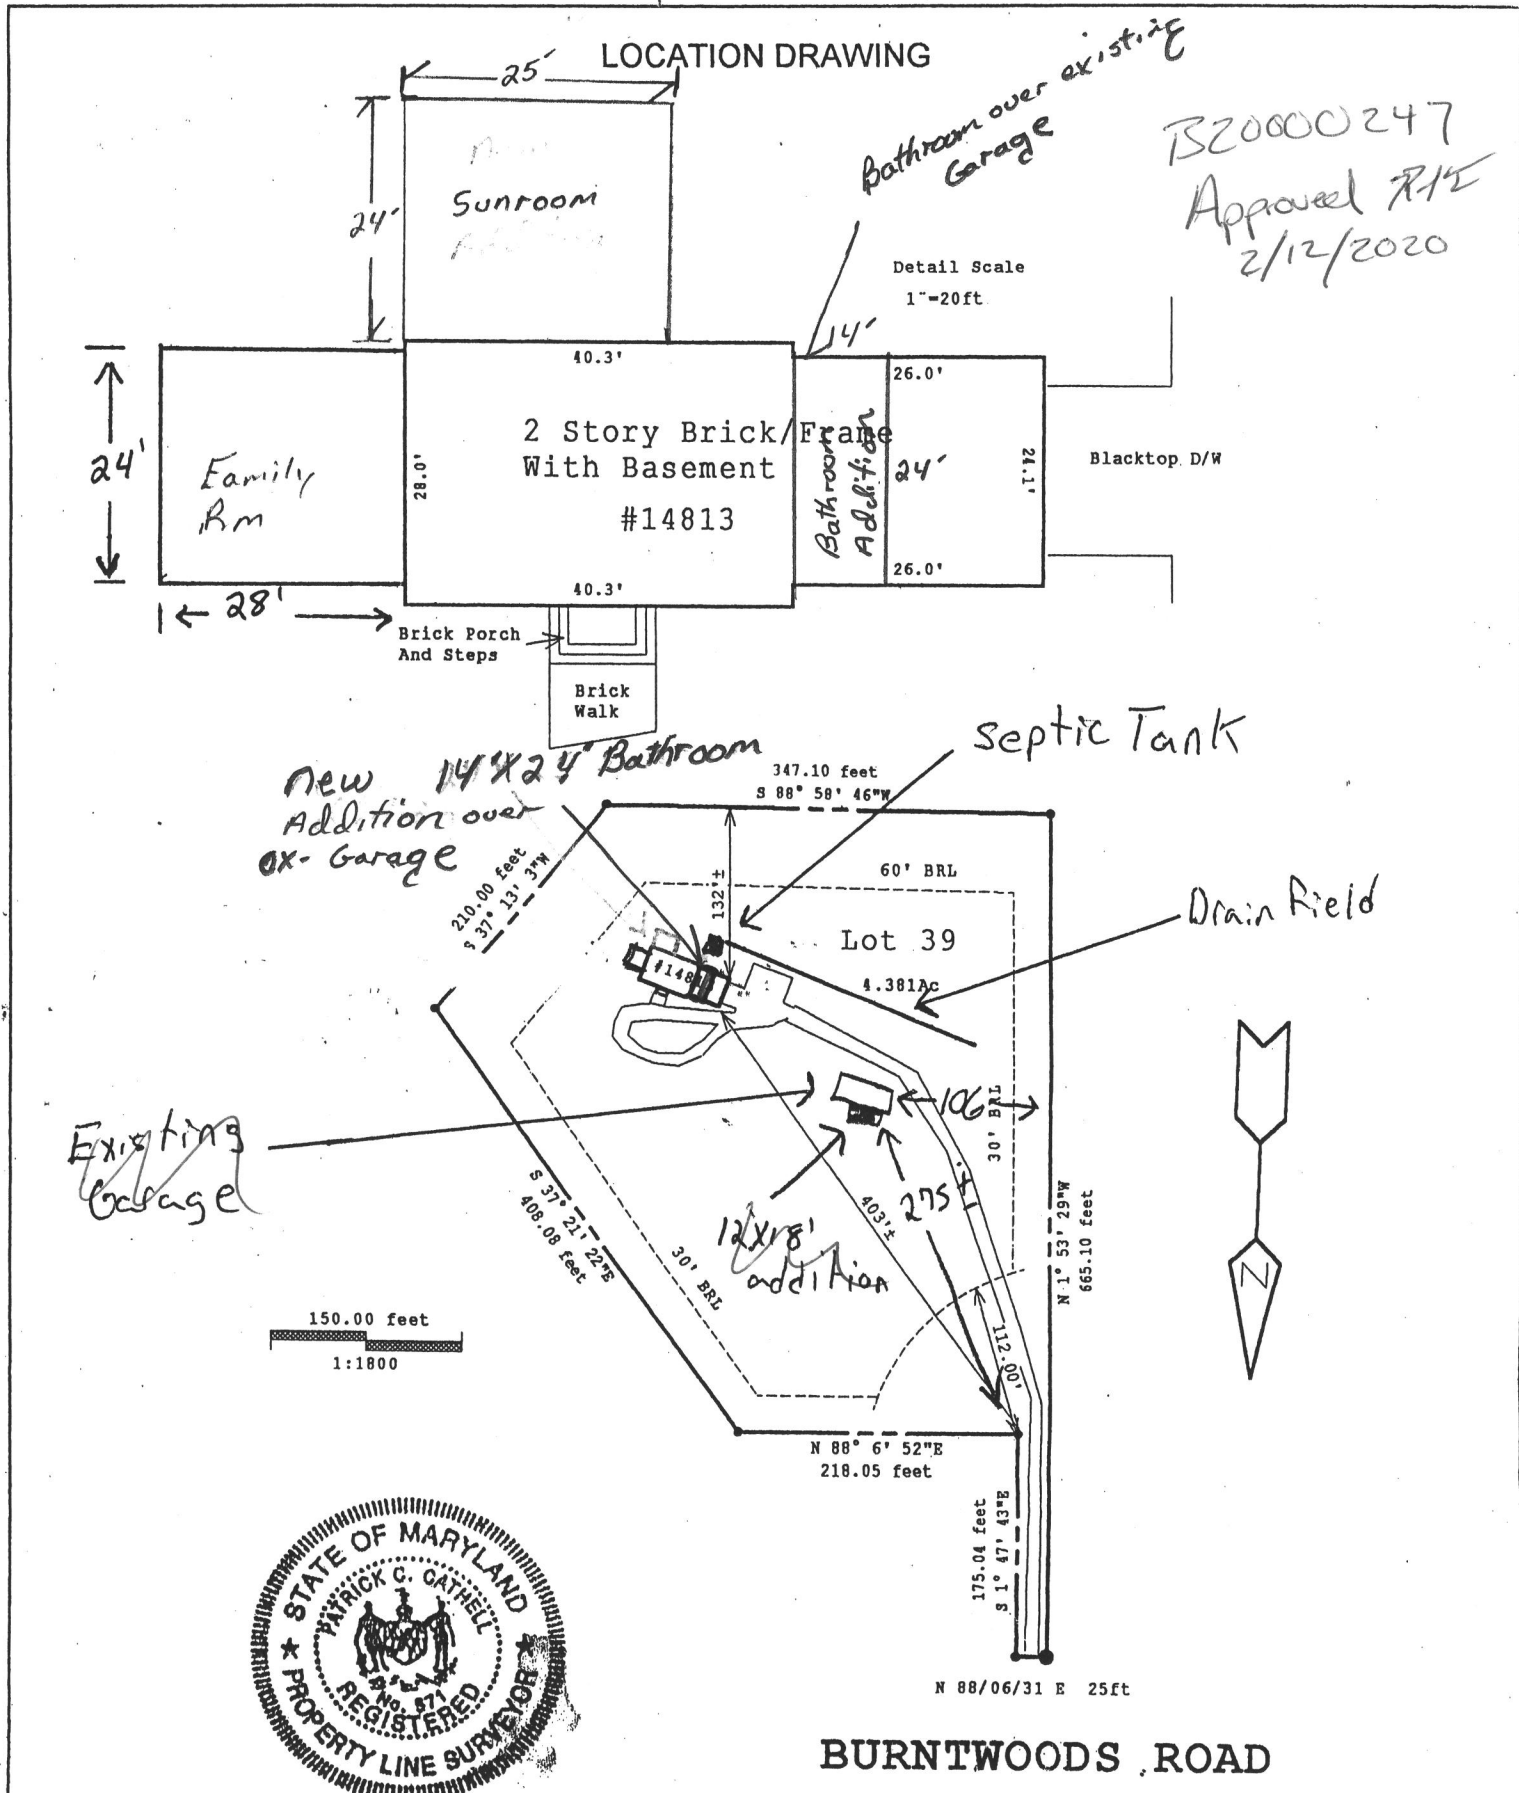 LOCATION DRAWING
25'
Bathroom over existing
Garage
B20000247
Approved
2/12/2020
24'
Sunroom
Detail Scale
1"=20ft
14'
40.3'
26.0'
24'
Family
Rm
28.0'
2 Story Brick/Frame
With Basement
#14813
Bathroom
Addition
24'
24.1'
Blacktop D/W
26.0'
40.3'
28'
Brick Porch
And Steps
Brick
Walk
Septic Tank
new 14'X24' Bathroom
Addition over
ex- Garage
347.10 feet
S 88° 58' 46"W
210.00 feet
S 37° 13' 3"W
60' BRL
132'±
Lot 39
4.381Ac
Drain Field
#1481
106
30' BRL
Existing
Garage
S 37° 21' 22"E
408.08 feet
30' BRL
12X18'
addition
403'±
275
N 1° 53' 29"W
665.10 feet
N
112.00'
150.00 feet
1:1800
N 88° 6' 52"E
218.05 feet
175.04 feet
S 1° 47' 43"E
STATE OF MARYLAND
PATRICK C. CATHELL
No. 571
REGISTERED
PROPERTY LINE SURVEYOR
N 88/06/31 E 25ft
BURNTWOODS ROAD